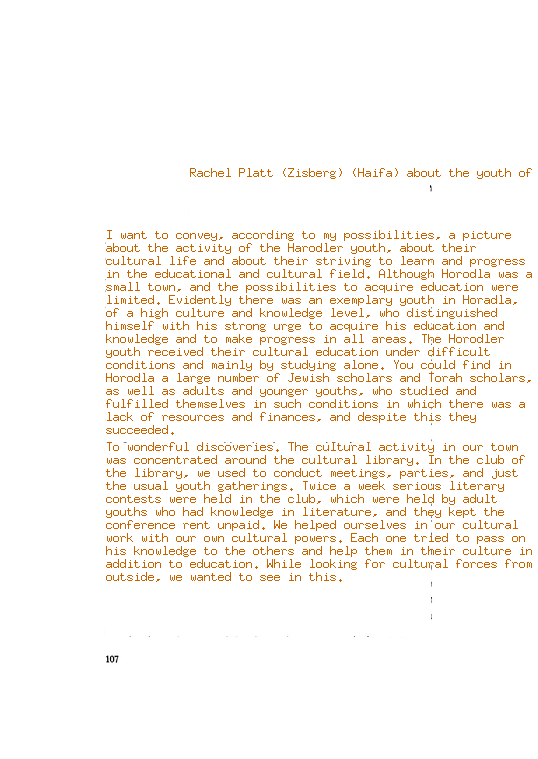 Rachel Platt (Zisberg) (Haifa) about the youth of
I want to convey, according to my possibilities, a picture
about the activity of the Harodler youth, about their
cultural life and about their striving to learn and progress
in the educational and cultural field. Although Horodla was a
small town, and the possibilities to acquire education were
limited. Evidently there was an exemplary youth in Horadla,
of a high culture and knowledge level, who distinguished
himself with his strong urge to acquire his education and
knowledge and to make progress in all areas. The Horodler
youth received their cultural education under difficult
conditions and mainly by studying alone. You could find in
Horodla a large number of Jewish scholars and Torah scholars,
as well as adults and younger youths, who studied and
fulfilled themselves in such conditions in which there was a
lack of resources and finances, and despite this they
succeeded.
To wonderful discoveries. The cultural activity in our town
was concentrated around the cultural library. In the club of
the library, we used to conduct meetings, parties, and just
the usual youth gatherings. Twice a week serious literary
contests were held in the club, which were held by adult
youths who had knowledge in literature, and they kept the
conference rent unpaid. We helped ourselves in our cultural
work with our own cultural powers. Each one tried to pass on
his knowledge to the others and help them in their culture in
addition to education. While looking for cultural forces from
outside, we wanted to see in this.
107